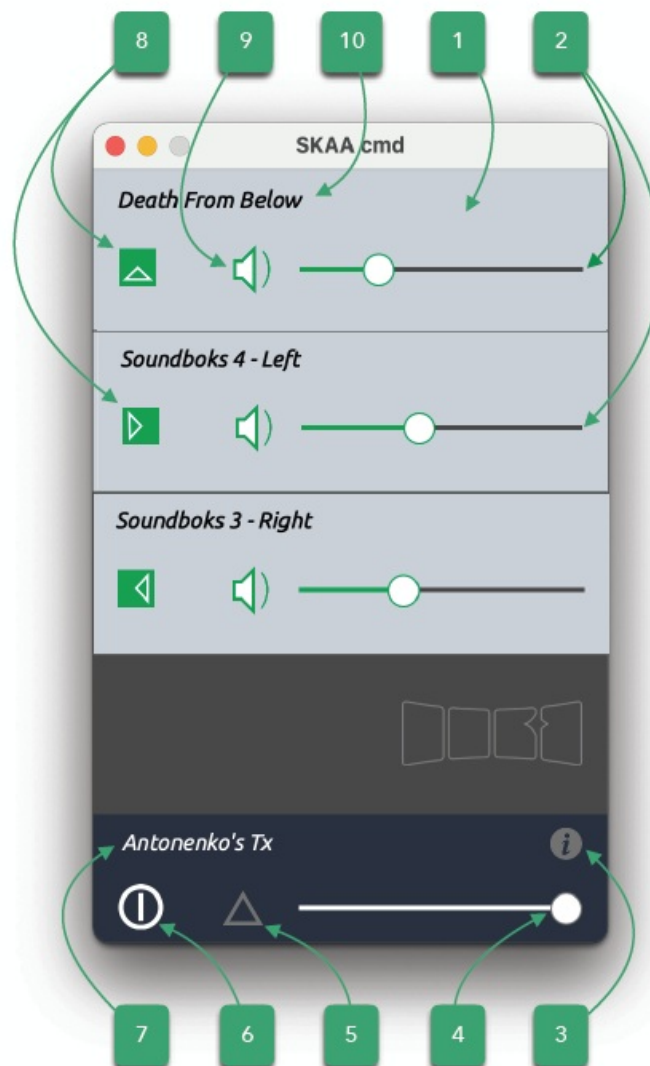 8 9 10 1 2
SKAA cmd
Death From Below
Soundboks 4 - Left
Soundboks 3 - Right
Antonenko's Tx
i
7 6 5 4 3